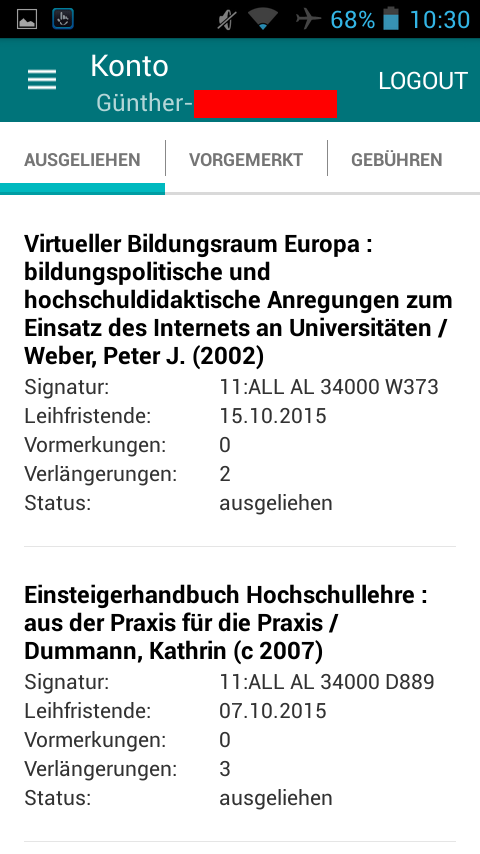 68% 10:30
Konto
LOGOUT
Günther-
AUSGELIEHEN VORGEMERKT GEBÜHREN
Virtueller Bildungsraum Europa :
bildungspolitische und
hochschuldidaktische Anregungen zum
Einsatz des Internets an Universitäten /
Weber, Peter J. (2002)
Signatur: 11:ALL AL 34000 W373
Leihfristende: 15.10.2015
Vormerkungen: 0
Verlängerungen: 2
Status: ausgeliehen
Einsteigerhandbuch Hochschullehre :
aus der Praxis für die Praxis /
Dummann, Kathrin (c 2007)
Signatur: 11:ALL AL 34000 D889
Leihfristende: 07.10.2015
Vormerkungen: 0
Verlängerungen: 3
Status: ausgeliehen